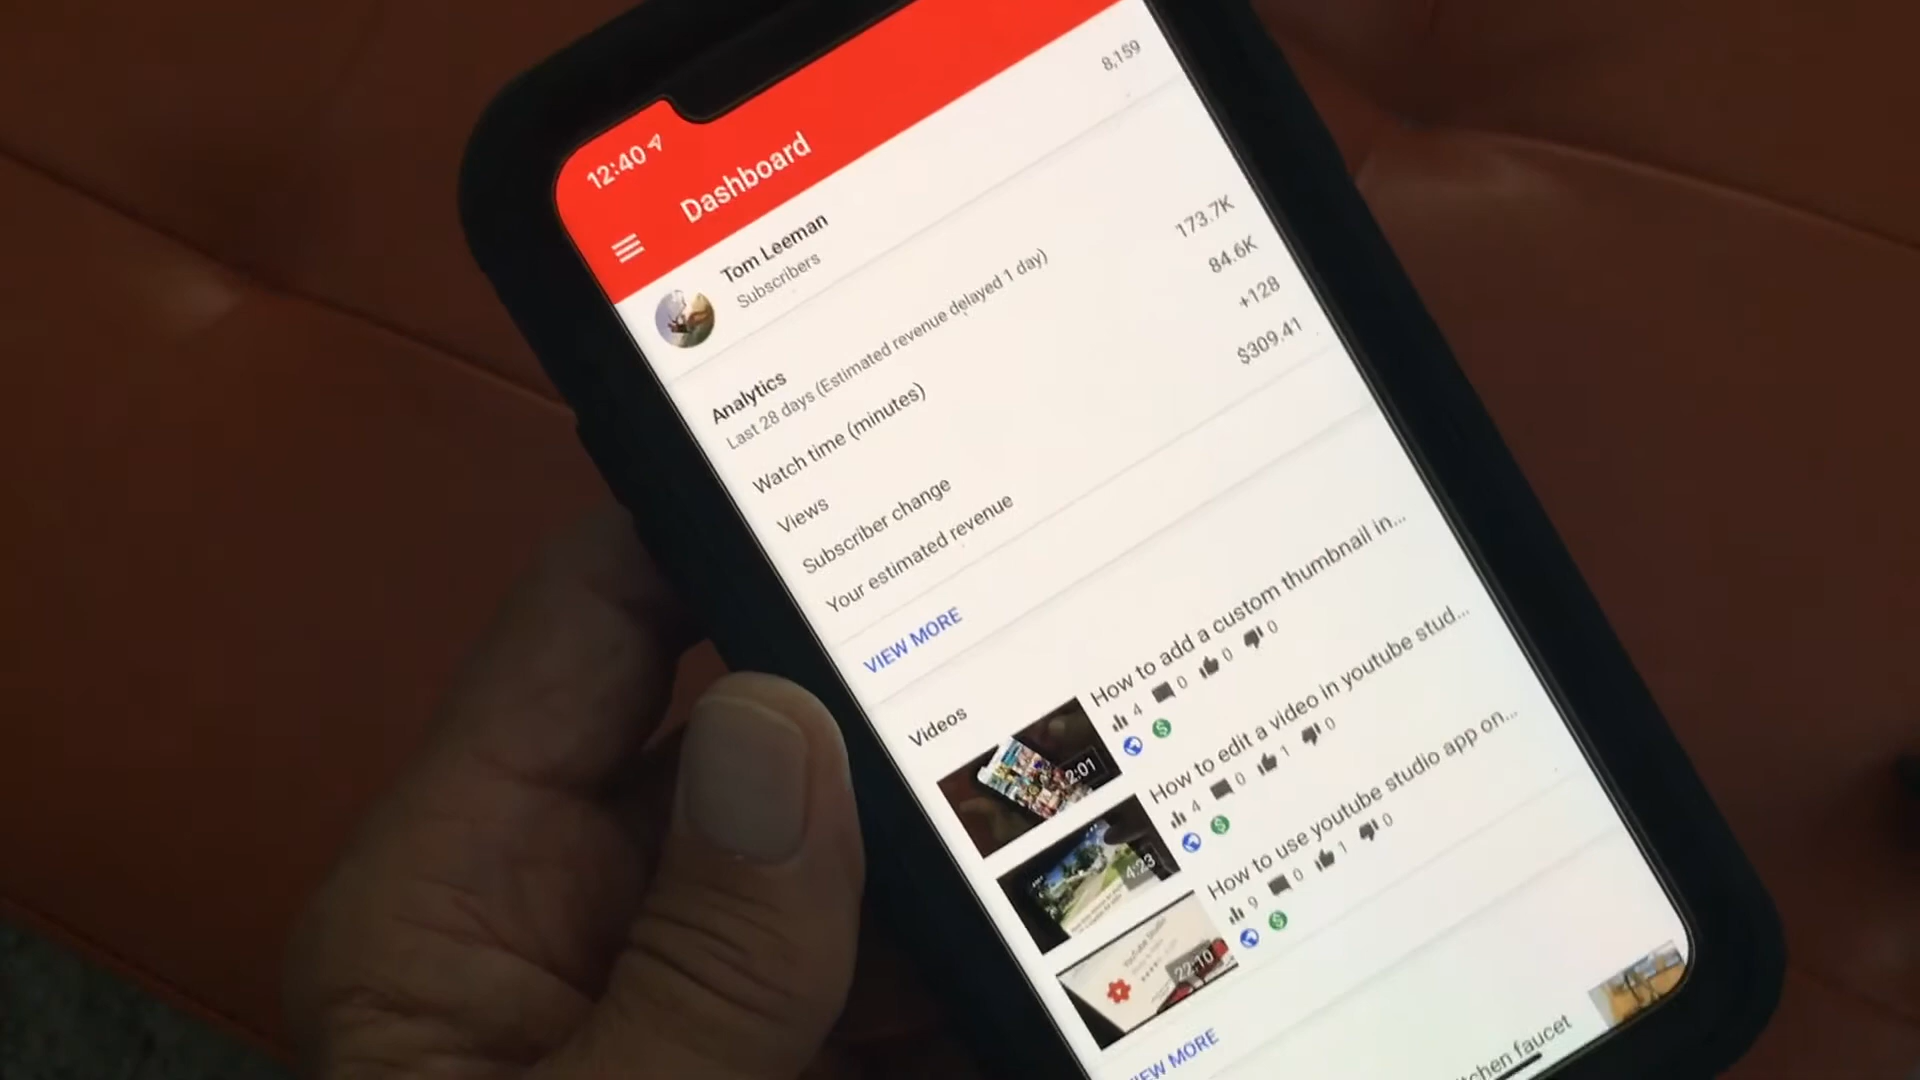 12:40
Dashboard
Tom Leeman
Subscribers 8,159
Analytics
Last 28 days (Estimated revenue delayed 1 day)
Watch time (minutes) 173.7K
Views 84.6K
Subscriber change +128
Your estimated revenue $309.41
VIEW MORE
Videos
How to add a custom thumbnail in...
4 0 0 0
2:01
How to edit a video in youtube stud...
4 0 1 0
4:23
How to use youtube studio app on...
9 0 1 0
YouTube Studio
22:10
VIEW MORE
faucet